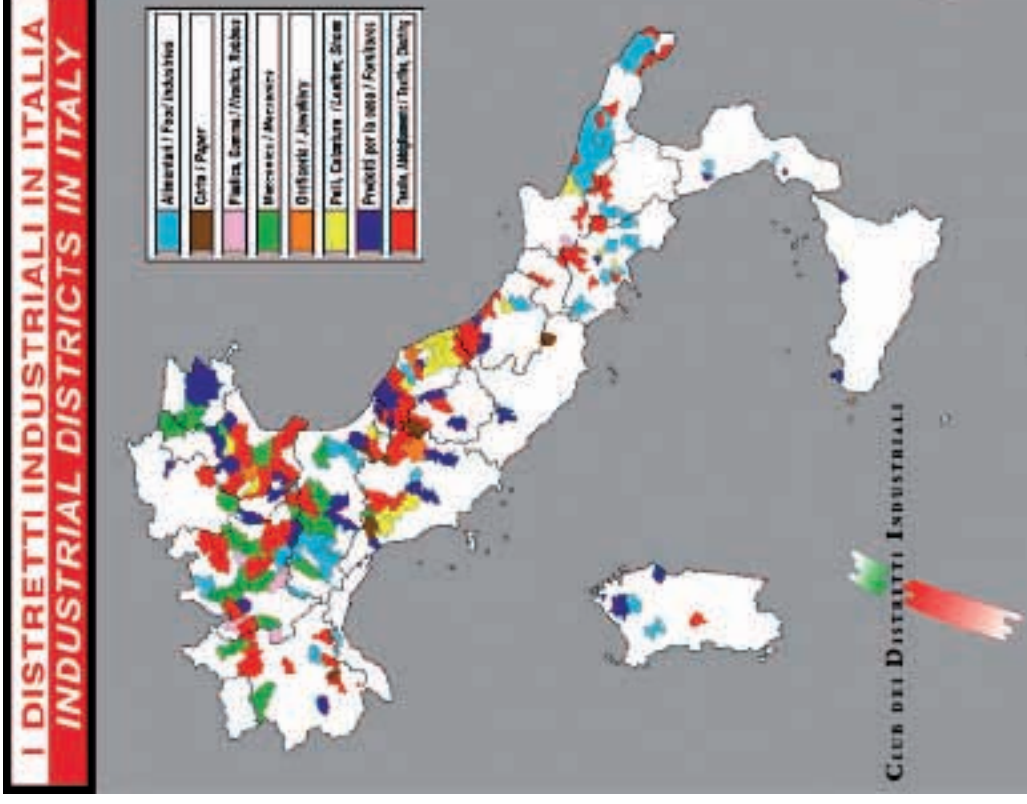 I DISTRETTI INDUSTRIALI IN ITALIA
INDUSTRIAL DISTRICTS IN ITALY
Alimentari / Food Industries
Carta / Paper
Plastica, Gomma / Plastics, Rubber
Meccanica / Mechanics
Oreficeria / Jewellery
Pelli, Calzature / Leather, Shoes
Prodotti per la casa / Furnitures
Tessile, Abbigliamento / Textile, Clothing
CLUB DEI DISTRETTI INDUSTRIALI